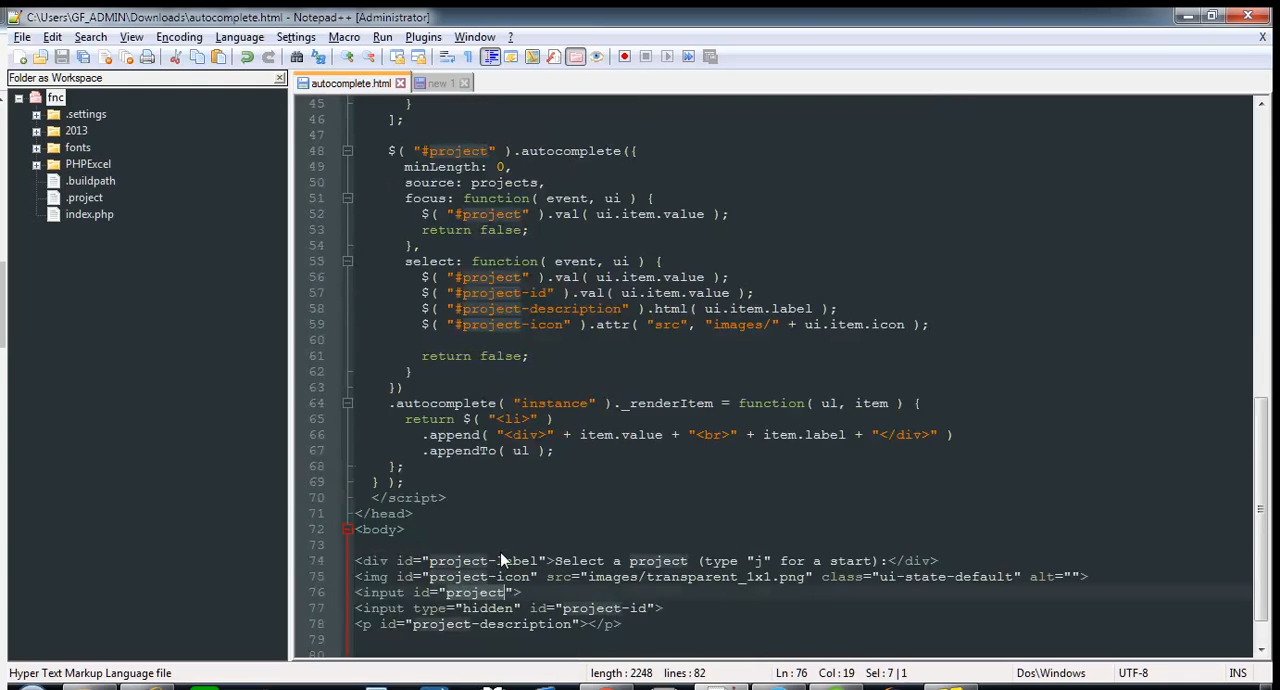 C:\Users\GF_ADMIN\Downloads\autocomplete.html - Notepad++ [Administrator]
File Edit Search View Encoding Language Settings Macro Run Plugins Window ? X
Folder as Workspace
autocomplete.html new 1
fnc
.settings
2013
fonts
PHPExcel
.buildpath
.project
index.php
45 }
46 ];
47
48 $( "#project" ).autocomplete({
49 minLength: 0,
50 source: projects,
51 focus: function( event, ui ) {
52 $( "#project" ).val( ui.item.value );
53 return false;
54 },
55 select: function( event, ui ) {
56 $( "#project" ).val( ui.item.value );
57 $( "#project-id" ).val( ui.item.value );
58 $( "#project-description" ).html( ui.item.label );
59 $( "#project-icon" ).attr( "src", "images/" + ui.item.icon );
60
61 return false;
62 }
63 })
64 .autocomplete( "instance" )._renderItem = function( ul, item ) {
65 return $( "<li>" )
66 .append( "<div>" + item.value + "<br>" + item.label + "</div>" )
67 .appendTo( ul );
68 };
69 } );
70 </script>
71 </head>
72 <body>
73
74 <div id="project-label">Select a project (type "j" for a start):</div>
75 <img id="project-icon" src="images/transparent_1x1.png" class="ui-state-default" alt="">
76 <input id="project">
77 <input type="hidden" id="project-id">
78 <p id="project-description"></p>
79
80
Hyper Text Markup Language file length : 2248 lines : 82 Ln : 76 Col : 19 Sel : 7 | 1 Dos\Windows UTF-8 INS